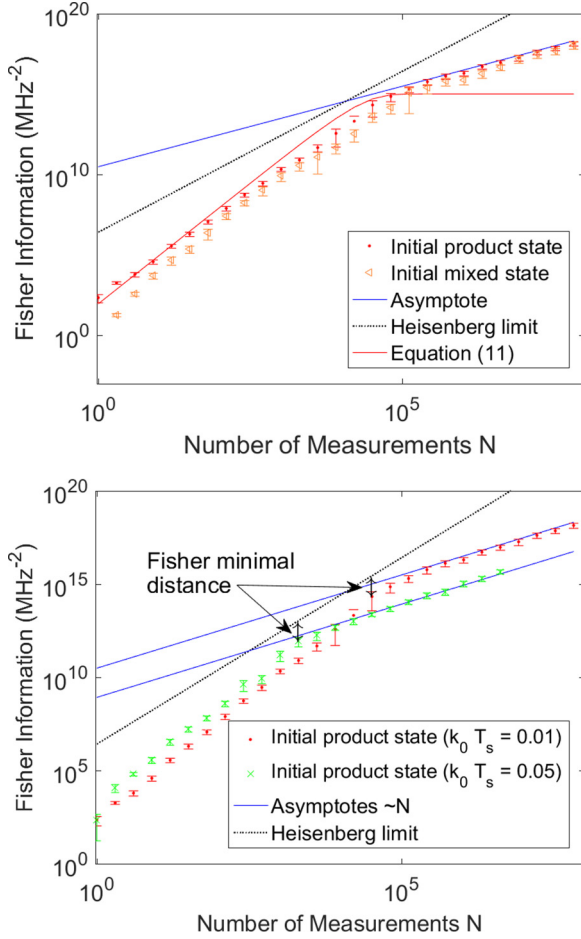 10^20
10^10
10^0
Fisher Information (MHz^-2)
Initial product state
Initial mixed state
Asymptote
Heisenberg limit
Equation (11)
10^0
10^5
Number of Measurements N
10^20
10^15
10^10
10^5
10^0
Fisher Information (MHz^-2)
Fisher minimal
distance
Initial product state (k_0 T_s = 0.01)
Initial product state (k_0 T_s = 0.05)
Asymptotes ~N
Heisenberg limit
10^0
10^5
Number of Measurements N